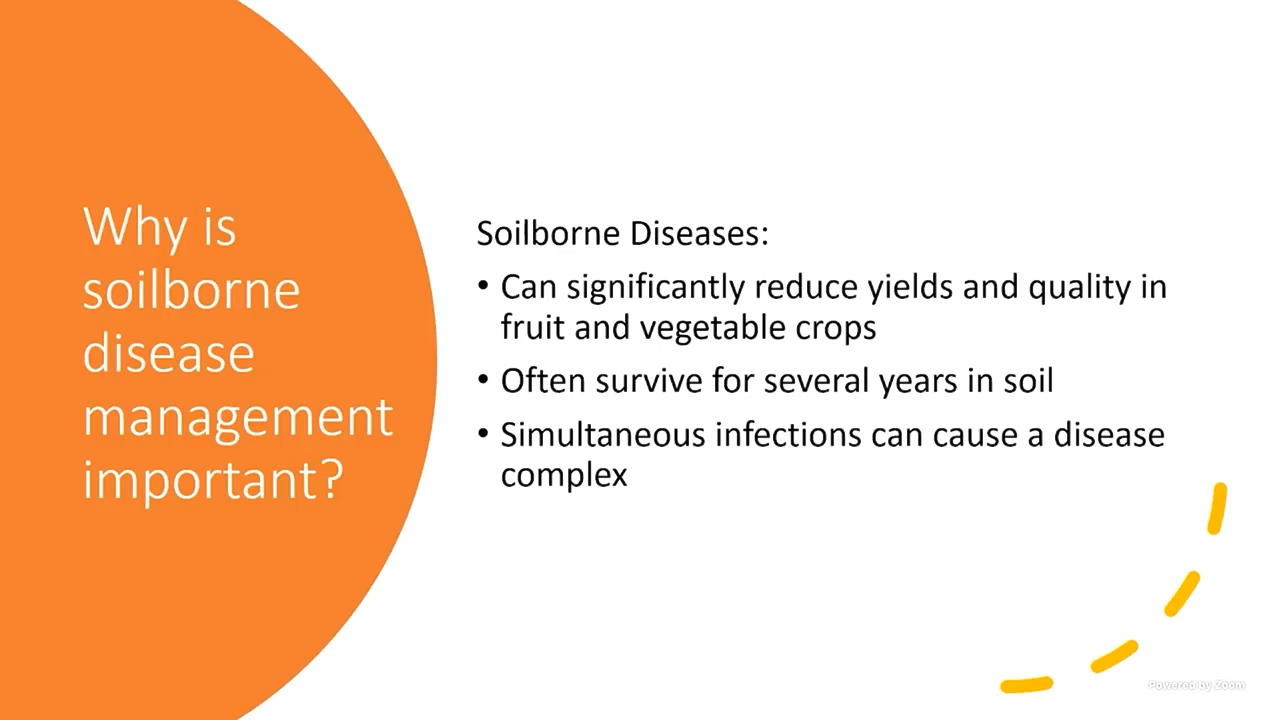 Why is
soilborne
disease
management
important?
Soilborne Diseases:
• Can significantly reduce yields and quality in
fruit and vegetable crops
• Often survive for several years in soil
• Simultaneous infections can cause a disease
complex
Powered by Zoom